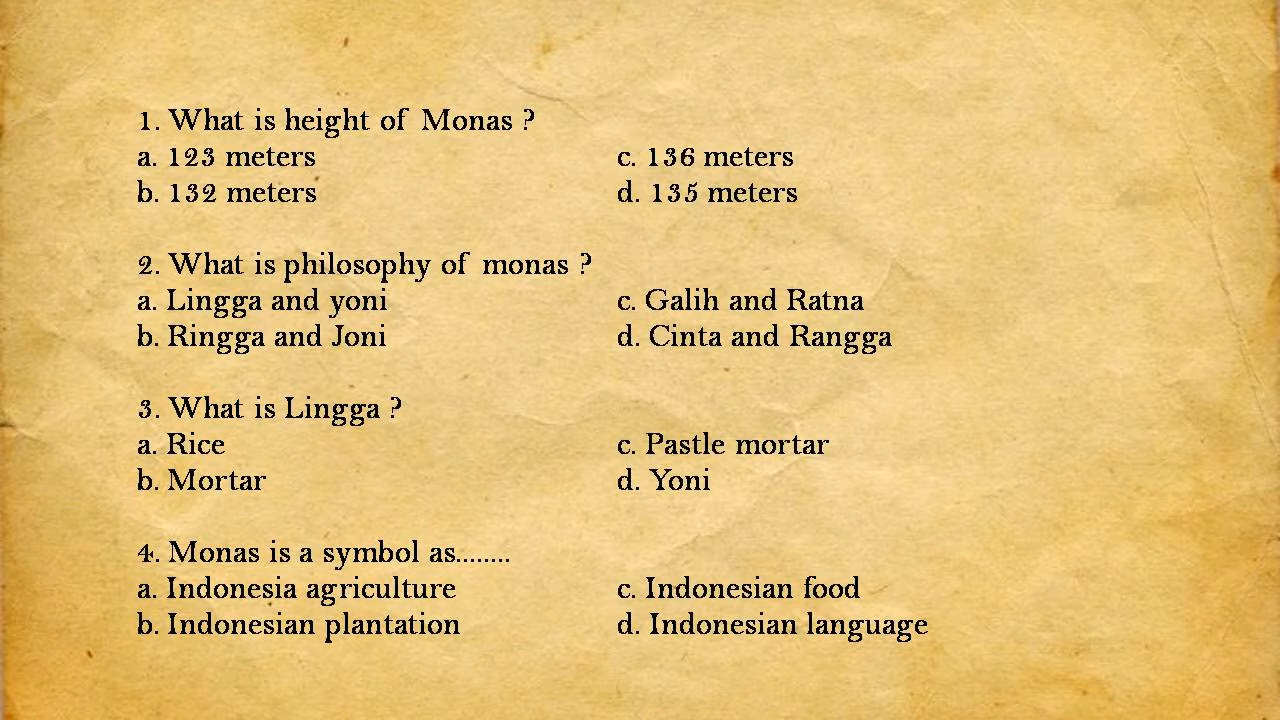 1. What is height of Monas ?
a. 123 meters c. 136 meters
b. 132 meters d. 135 meters
2. What is philosophy of monas ?
a. Lingga and yoni c. Galih and Ratna
b. Ringga and Joni d. Cinta and Rangga
3. What is Lingga ?
a. Rice c. Pastle mortar
b. Mortar d. Yoni
4. Monas is a symbol as........
a. Indonesia agriculture c. Indonesian food
b. Indonesian plantation d. Indonesian language